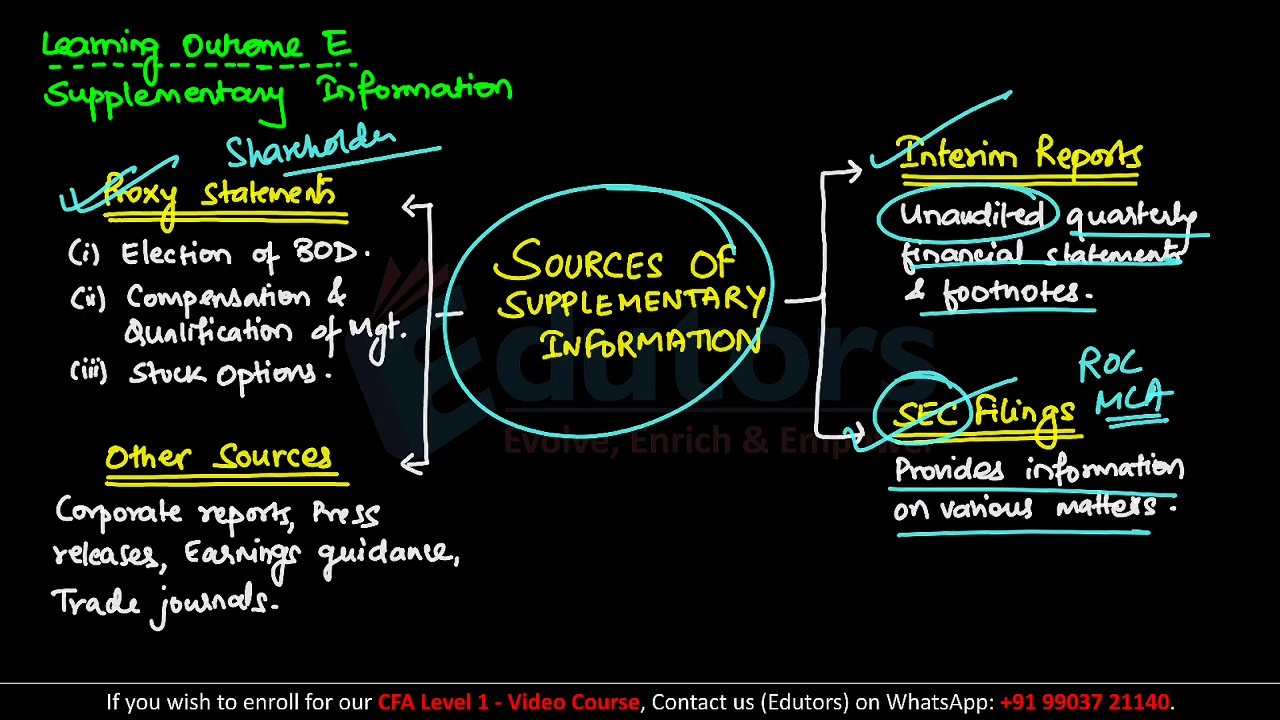 Learning Outcome E
Supplementary Information
Shareholder
Proxy Statements
(i) Election of BOD.
(ii) Compensation &
Qualification of Mgt.
(iii) Stock Options.
Other Sources
Corporate reports, Press
releases, Earnings guidance,
Trade journals.
SOURCES OF
SUPPLEMENTARY
INFORMATION
Edutors
Evolve, Enrich & Empower
Interim Reports
Unaudited quarterly
financial statements
& footnotes.
ROC
MCA
SEC Filings
Provides information
on various matters.
If you wish to enroll for our CFA Level 1 - Video Course, Contact us (Edutors) on WhatsApp: +91 99037 21140.